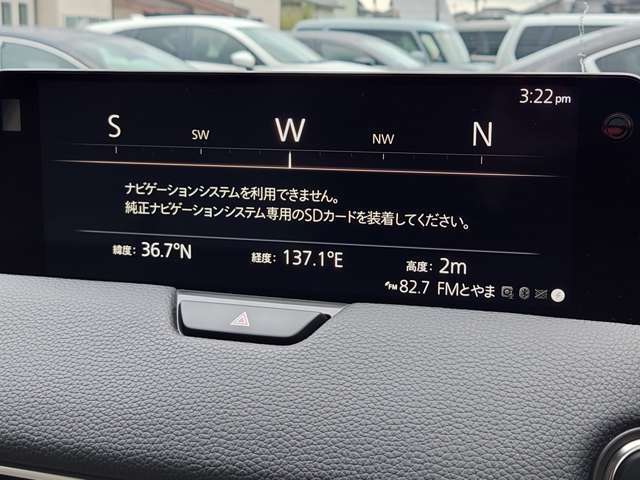 3:22 pm
S SW W NW N
ナビゲーションシステムを利用できません。
純正ナビゲーションシステム専用のSDカードを装着してください。
緯度: 36.7°N 経度: 137.1°E 高度: 2m
FM 82.7 FMとやま